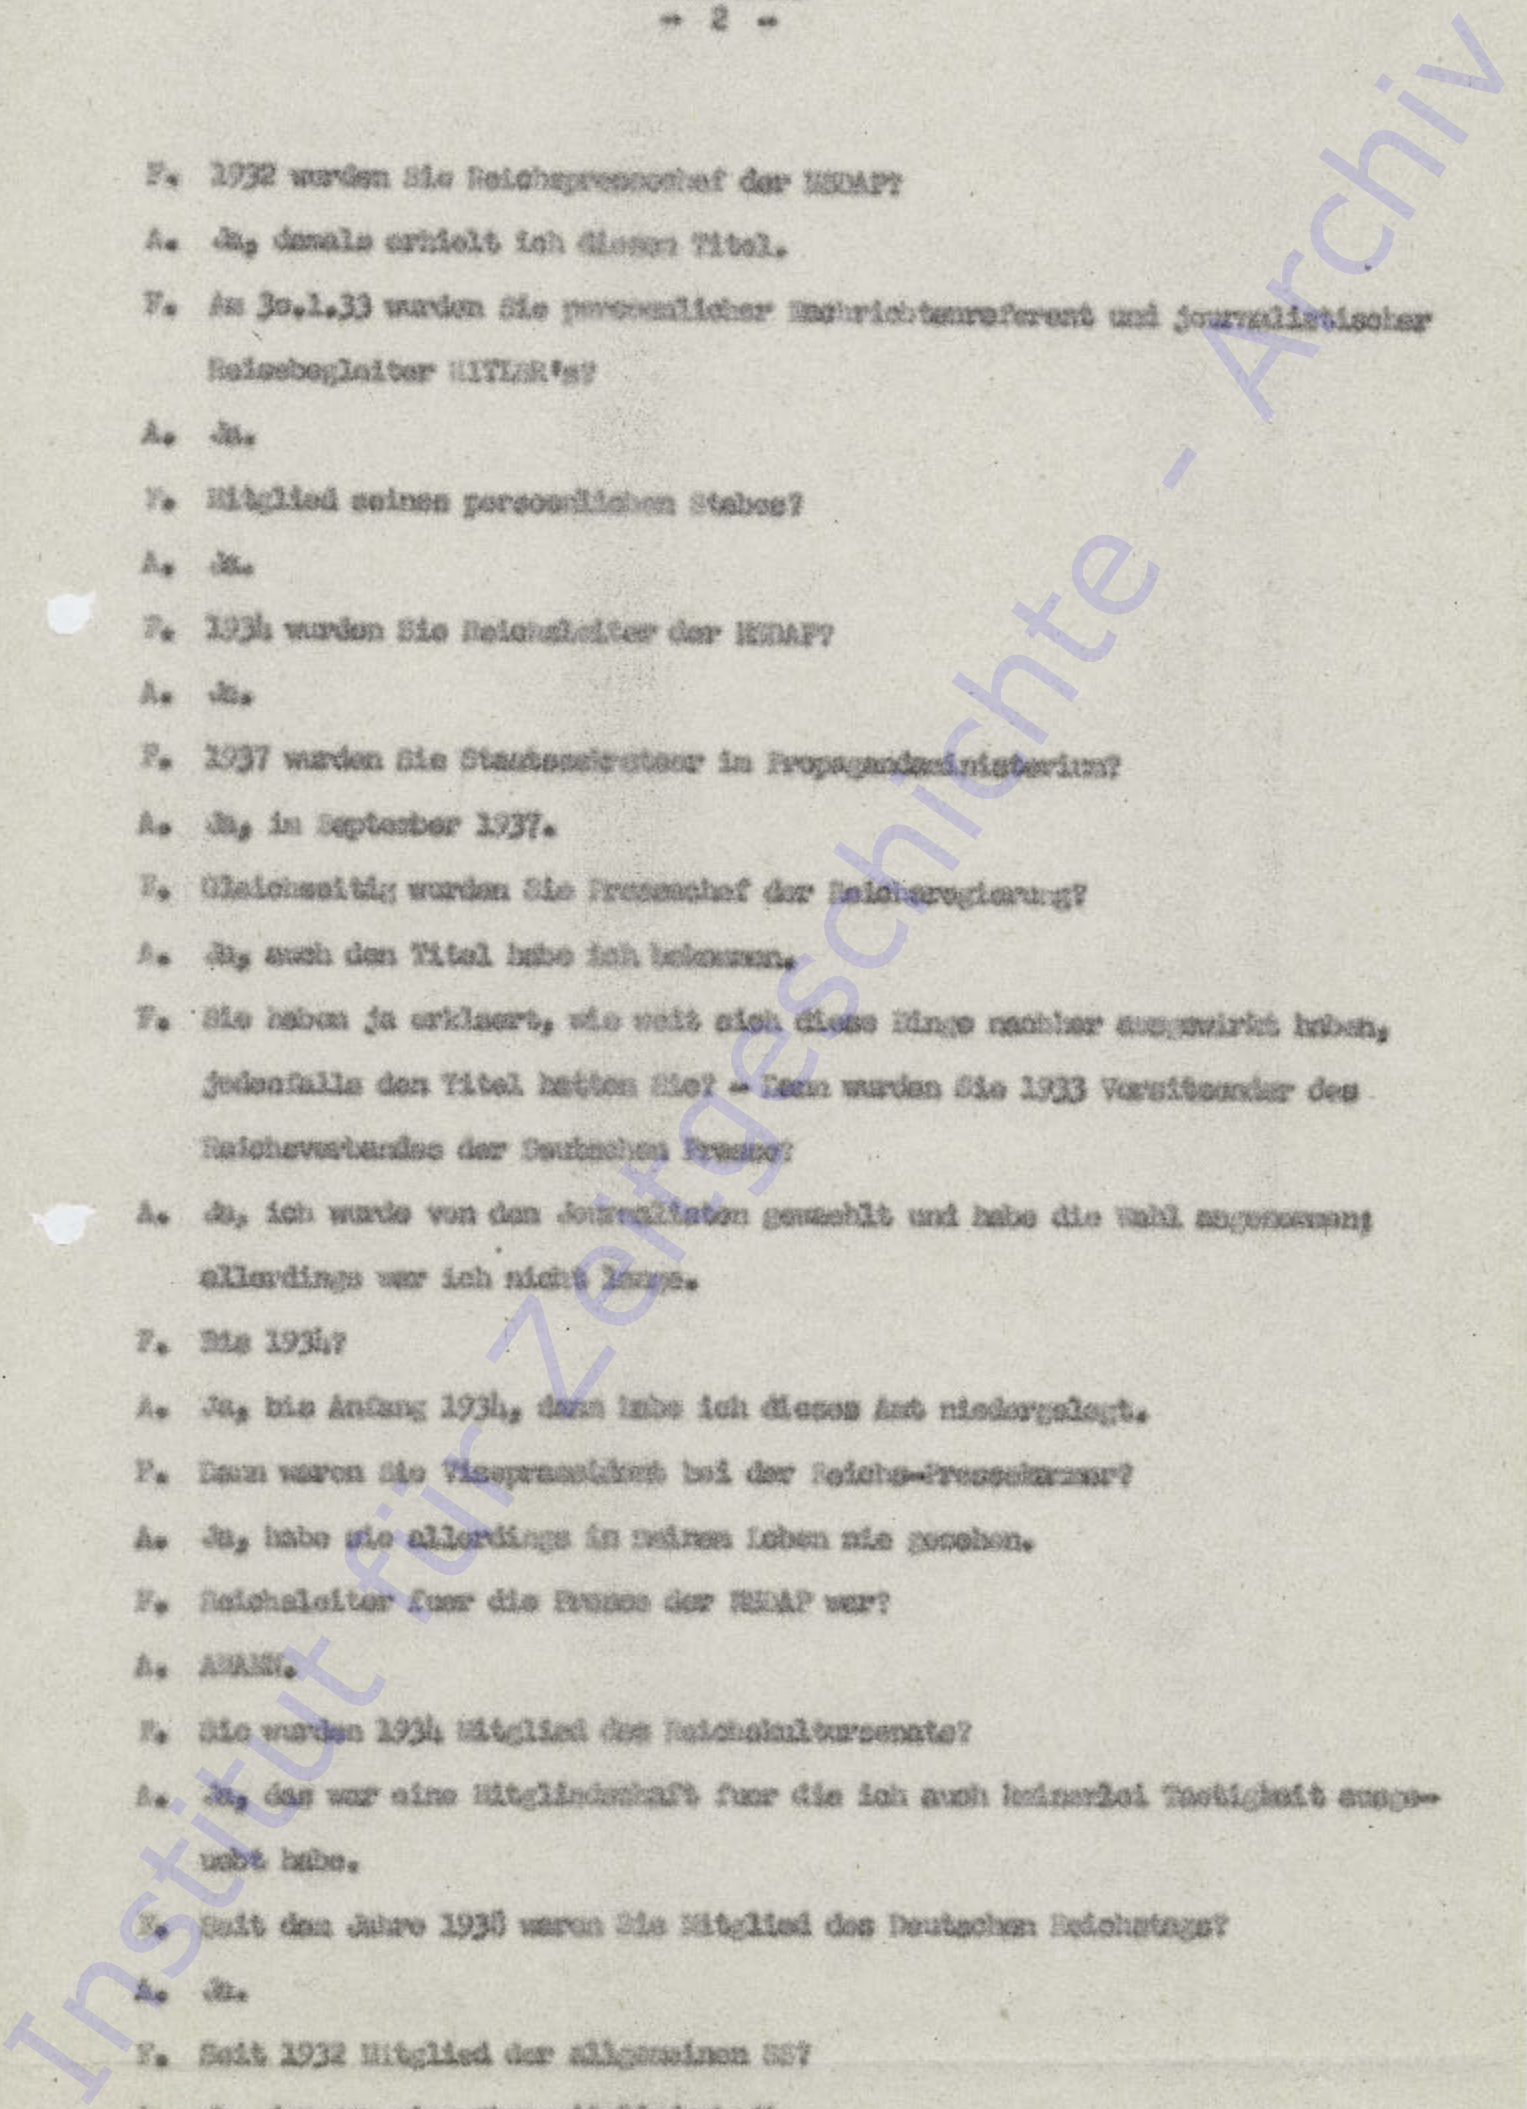 - 2 -
F. 1932 wurden Sie Reichspressechef der NSDAP?
A. Ja, damals erhielt ich diesen Titel.
F. Am 30.1.33 wurden Sie persoenlicher Nachrichtenreferent und journalistischer
Reisebegleiter HITLER's?
A. Ja.
F. Mitglied seines persoenlichen Stabes?
A. Ja.
F. 1934 wurden Sie Reichsleiter der NSDAP?
A. Ja.
F. 1937 wurden Sie Staatssekretaer im Propagandaministerium?
A. Ja, im September 1937.
F. Gleichzeitig wurden Sie Pressechef der Reichsregierung?
A. Ja, auch den Titel habe ich bekommen.
F. Sie haben ja erklaert, wie weit sich diese Dinge nachher ausgewirkt haben,
jedenfalls den Titel hatten Sie? - Dann wurden Sie 1933 Vorsitzender des
Reichsverbandes der Deutschen Presse?
A. Ja, ich wurde von den Journalisten gewaehlt und habe die Wahl angenommen;
allerdings war ich nicht lange.
F. Bis 1934?
A. Ja, bis Anfang 1934, dann habe ich dieses Amt niedergelegt.
F. Dann waren Sie Vizepraesident bei der Reichs-Pressekammer?
A. Ja, habe sie allerdings in meinem Leben nie gesehen.
F. Reichsleiter fuer die Presse der NSDAP war?
A. AMANN.
F. Sie wurden 1934 Mitglied des Reichskultursenats?
A. Ja, das war eine Mitgliedschaft fuer die ich auch keinerlei Taetigkeit ausge-
uebt habe.
F. Seit dem Jahre 1938 waren Sie Mitglied des Deutschen Reichstags?
A. Ja.
F. Seit 1932 Mitglied der allgemeinen SS?
Institut für Zeitgeschichte - Archiv